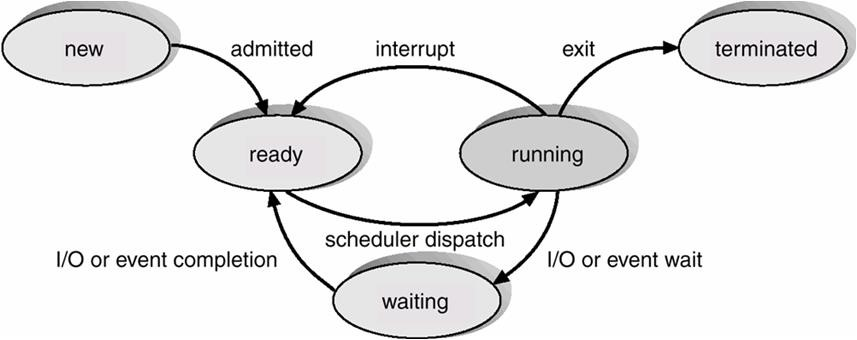 new
admitted
interrupt
exit
terminated
ready
running
scheduler dispatch
I/O or event completion
I/O or event wait
waiting